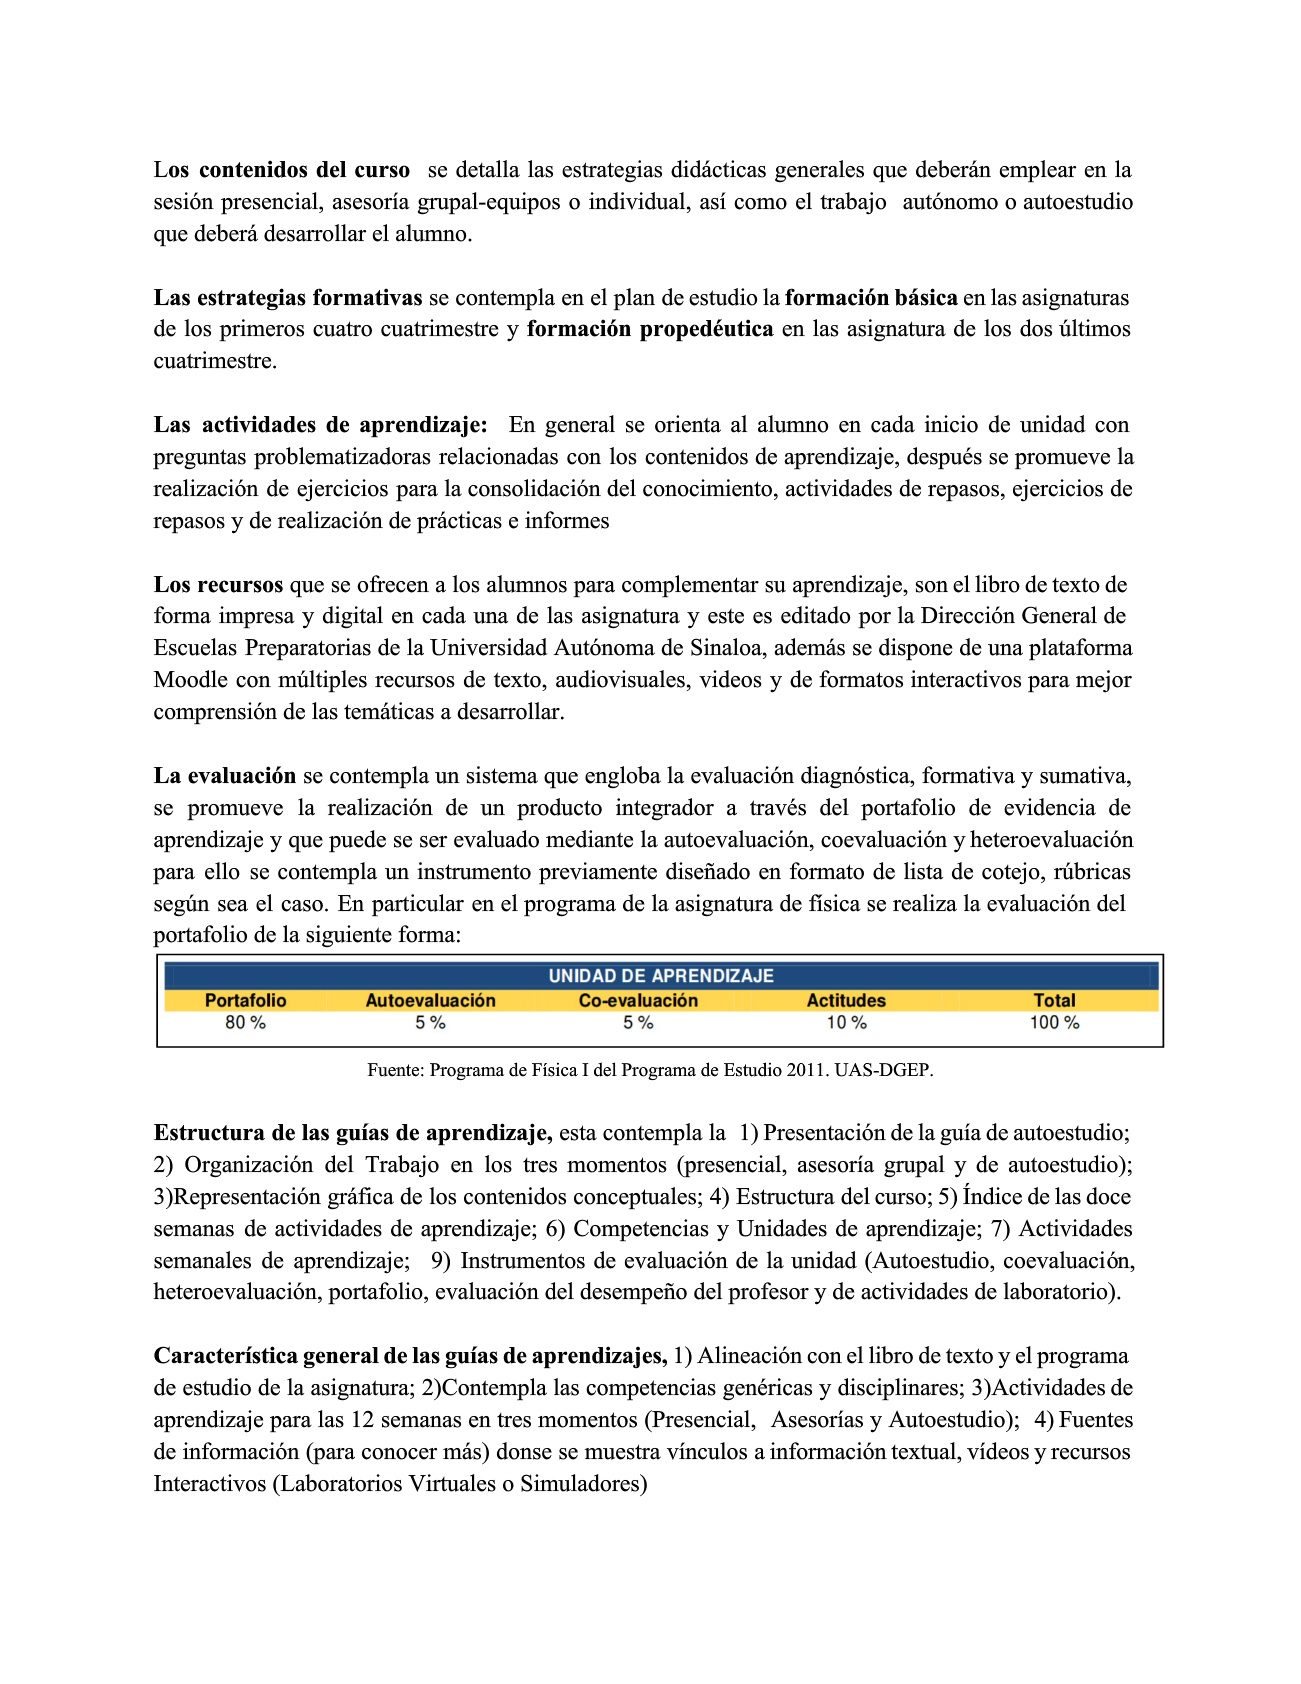 Los contenidos del curso se detalla las estrategias didácticas generales que deberán emplear en la
sesión presencial, asesoría grupal-equipos o individual, así como el trabajo autónomo o autoestudio
que deberá desarrollar el alumno.
Las estrategias formativas se contempla en el plan de estudio la formación básica en las asignaturas
de los primeros cuatro cuatrimestre y formación propedéutica en las asignatura de los dos últimos
cuatrimestre.
Las actividades de aprendizaje: En general se orienta al alumno en cada inicio de unidad con
preguntas problematizadoras relacionadas con los contenidos de aprendizaje, después se promueve la
realización de ejercicios para la consolidación del conocimiento, actividades de repasos, ejercicios de
repasos y de realización de prácticas e informes
Los recursos que se ofrecen a los alumnos para complementar su aprendizaje, son el libro de texto de
forma impresa y digital en cada una de las asignatura y este es editado por la Dirección General de
Escuelas Preparatorias de la Universidad Autónoma de Sinaloa, además se dispone de una plataforma
Moodle con múltiples recursos de texto, audiovisuales, videos y de formatos interactivos para mejor
comprensión de las temáticas a desarrollar.
La evaluación se contempla un sistema que engloba la evaluación diagnóstica, formativa y sumativa,
se promueve la realización de un producto integrador a través del portafolio de evidencia de
aprendizaje y que puede se ser evaluado mediante la autoevaluación, coevaluación y heteroevaluación
para ello se contempla un instrumento previamente diseñado en formato de lista de cotejo, rúbricas
según sea el caso. En particular en el programa de la asignatura de física se realiza la evaluación del
portafolio de la siguiente forma:
UNIDAD DE APRENDIZAJE
Portafolio Autoevaluación Co-evaluación Actitudes Total
80 % 5 % 5 % 10 % 100 %
Fuente: Programa de Física I del Programa de Estudio 2011. UAS-DGEP.
Estructura de las guías de aprendizaje, esta contempla la 1) Presentación de la guía de autoestudio;
2) Organización del Trabajo en los tres momentos (presencial, asesoría grupal y de autoestudio);
3)Representación gráfica de los contenidos conceptuales; 4) Estructura del curso; 5) Índice de las doce
semanas de actividades de aprendizaje; 6) Competencias y Unidades de aprendizaje; 7) Actividades
semanales de aprendizaje; 9) Instrumentos de evaluación de la unidad (Autoestudio, coevaluación,
heteroevaluación, portafolio, evaluación del desempeño del profesor y de actividades de laboratorio).
Característica general de las guías de aprendizajes, 1) Alineación con el libro de texto y el programa
de estudio de la asignatura; 2)Contempla las competencias genéricas y disciplinares; 3)Actividades de
aprendizaje para las 12 semanas en tres momentos (Presencial, Asesorías y Autoestudio); 4) Fuentes
de información (para conocer más) donse se muestra vínculos a información textual, vídeos y recursos
Interactivos (Laboratorios Virtuales o Simuladores)